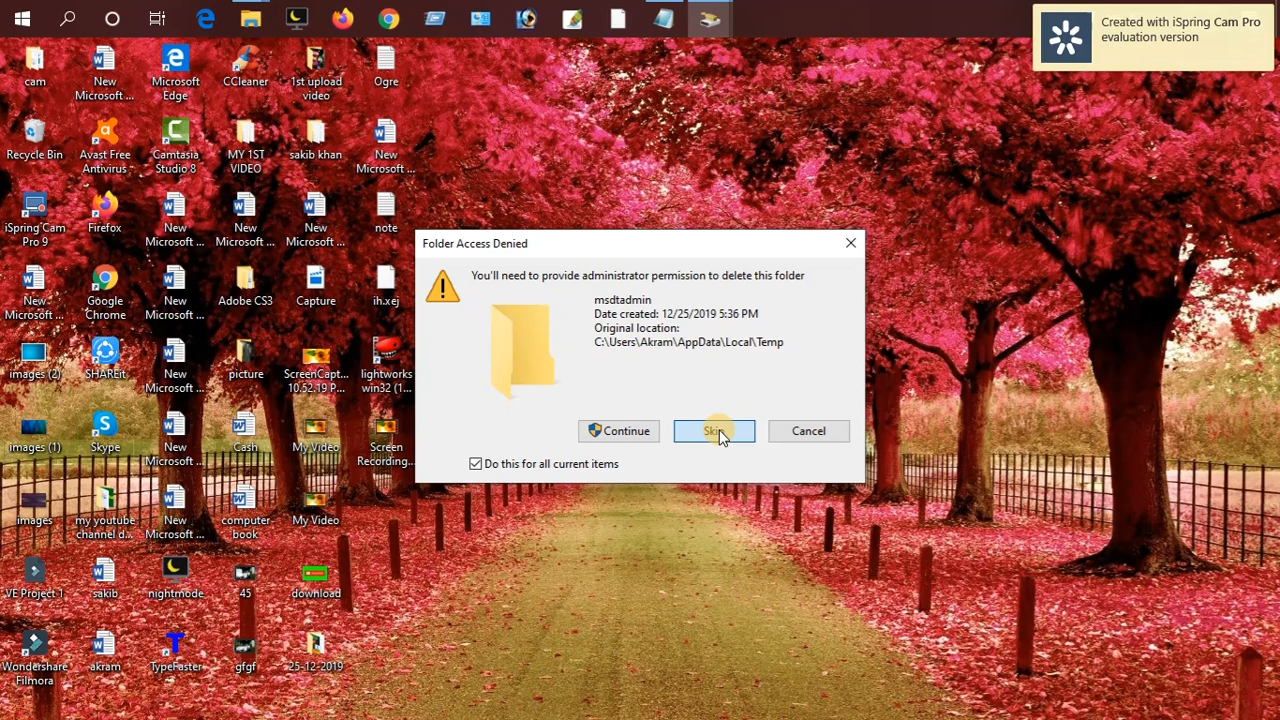 Created with iSpring Cam Pro
evaluation version
cam
New
Microsoft ...
Microsoft
Edge
CCleaner
1st upload
video
Ogre
Recycle Bin
Avast Free
Antivirus
Camtasia
Studio 8
MY 1ST
VIDEO
sakib khan
New
Microsoft ...
iSpring Cam
Pro 9
Firefox
New
Microsoft ...
New
Microsoft ...
New
Microsoft ...
note
New
Microsoft ...
Google
Chrome
New
Microsoft ...
Adobe CS3
Capture
ih.xej
images (2)
SHAREit
New
Microsoft ...
picture
ScreenCapt...
10.52.19 P...
lightworks
win32 (1...
images (1)
Skype
New
Microsoft ...
Cash
My Video
Screen
Recording...
images
my youtube
channel d...
New
Microsoft ...
computer
book
My Video
VE Project 1
sakib
nightmode
45
download
Wondershare
Filmora
akram
TypeFaster
gfgf
25-12-2019
Folder Access Denied
You'll need to provide administrator permission to delete this folder
msdtadmin
Date created: 12/25/2019 5:36 PM
Original location:
C:\Users\Akram\AppData\Local\Temp
Continue
Skip
Cancel
Do this for all current items